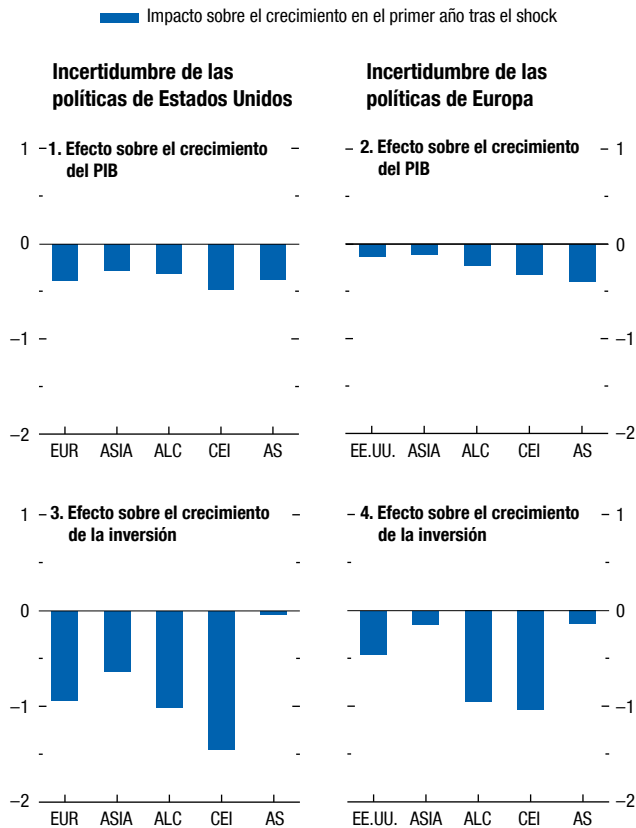 Impacto sobre el crecimiento en el primer año tras el shock
Incertidumbre de las
políticas de Estados Unidos
Incertidumbre de las
políticas de Europa
1. Efecto sobre el crecimiento
del PIB
1
0
–1
–2
EUR ASIA ALC CEI AS
2. Efecto sobre el crecimiento
del PIB
1
0
–1
–2
EE.UU. ASIA ALC CEI AS
3. Efecto sobre el crecimiento
de la inversión
1
0
–1
–2
EUR ASIA ALC CEI AS
4. Efecto sobre el crecimiento
de la inversión
1
0
–1
–2
EE.UU. ASIA ALC CEI AS